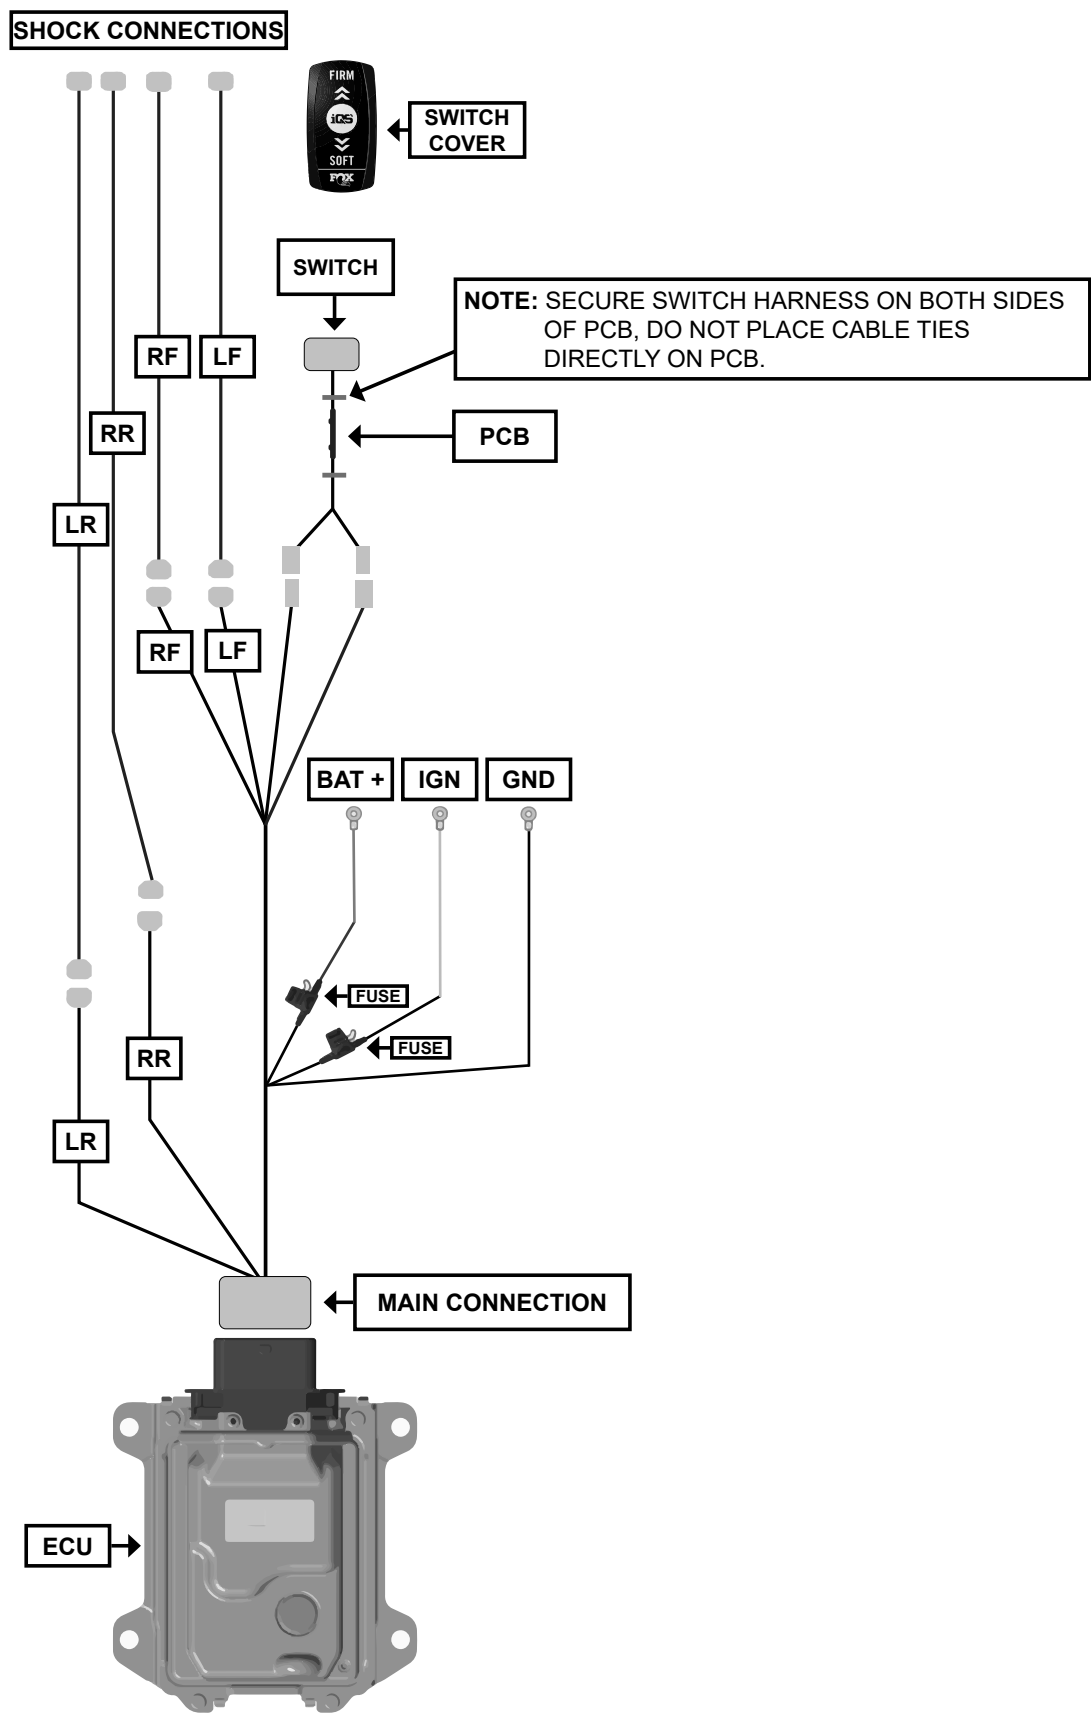 SHOCK CONNECTIONS
FIRM
iQS
SOFT
FOX
SWITCH
COVER
SWITCH
NOTE: SECURE SWITCH HARNESS ON BOTH SIDES
OF PCB, DO NOT PLACE CABLE TIES
DIRECTLY ON PCB.
RF
LF
RR
PCB
LR
RF
LF
BAT +
IGN
GND
FUSE
FUSE
RR
LR
MAIN CONNECTION
ECU